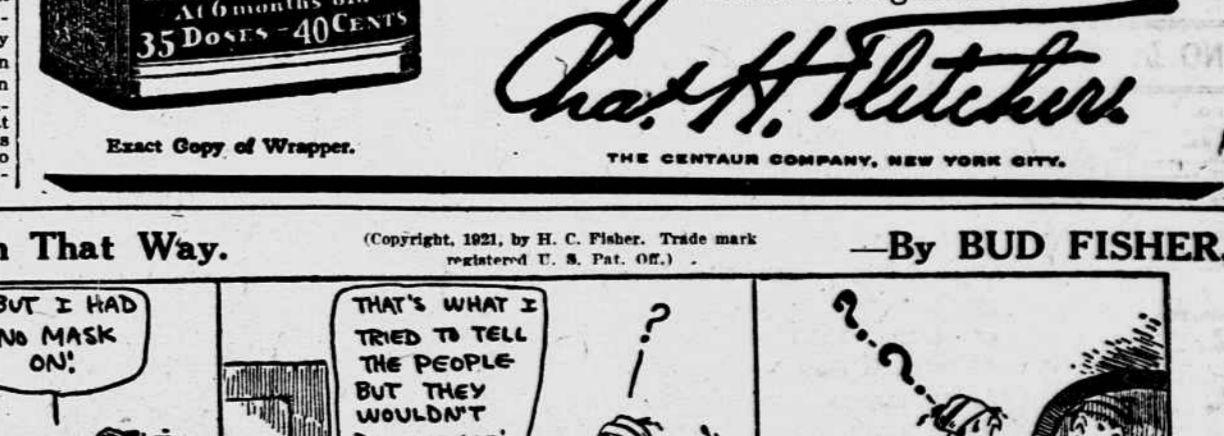 At 6 months old
35 DOSES - 40 CENTS
Exact Copy of Wrapper.
Chas. H. Fletcher.
THE CENTAUR COMPANY, NEW YORK CITY.
That Way.
(Copyright, 1921, by H. C. Fisher. Trade mark
registered U. S. Pat. Off.)
—By BUD FISHER.
BUT I HAD
NO MASK
ON!
THAT'S WHAT I
TRIED TO TELL
THE PEOPLE
BUT THEY
WOULDN'T
?
? ?